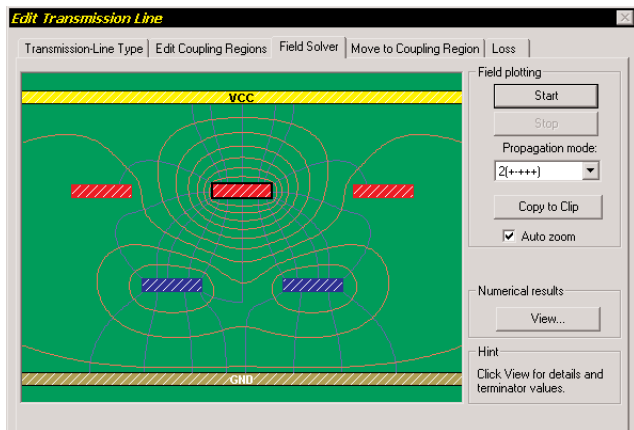 Edit Transmission Line
Transmission-Line Type
Edit Coupling Regions
Field Solver
Move to Coupling Region
Loss
VCC
GND
Field plotting
Start
Stop
Propagation mode:
2(+-+++)
Copy to Clip
Auto zoom
Numerical results
View...
Hint
Click View for details and
terminator values.